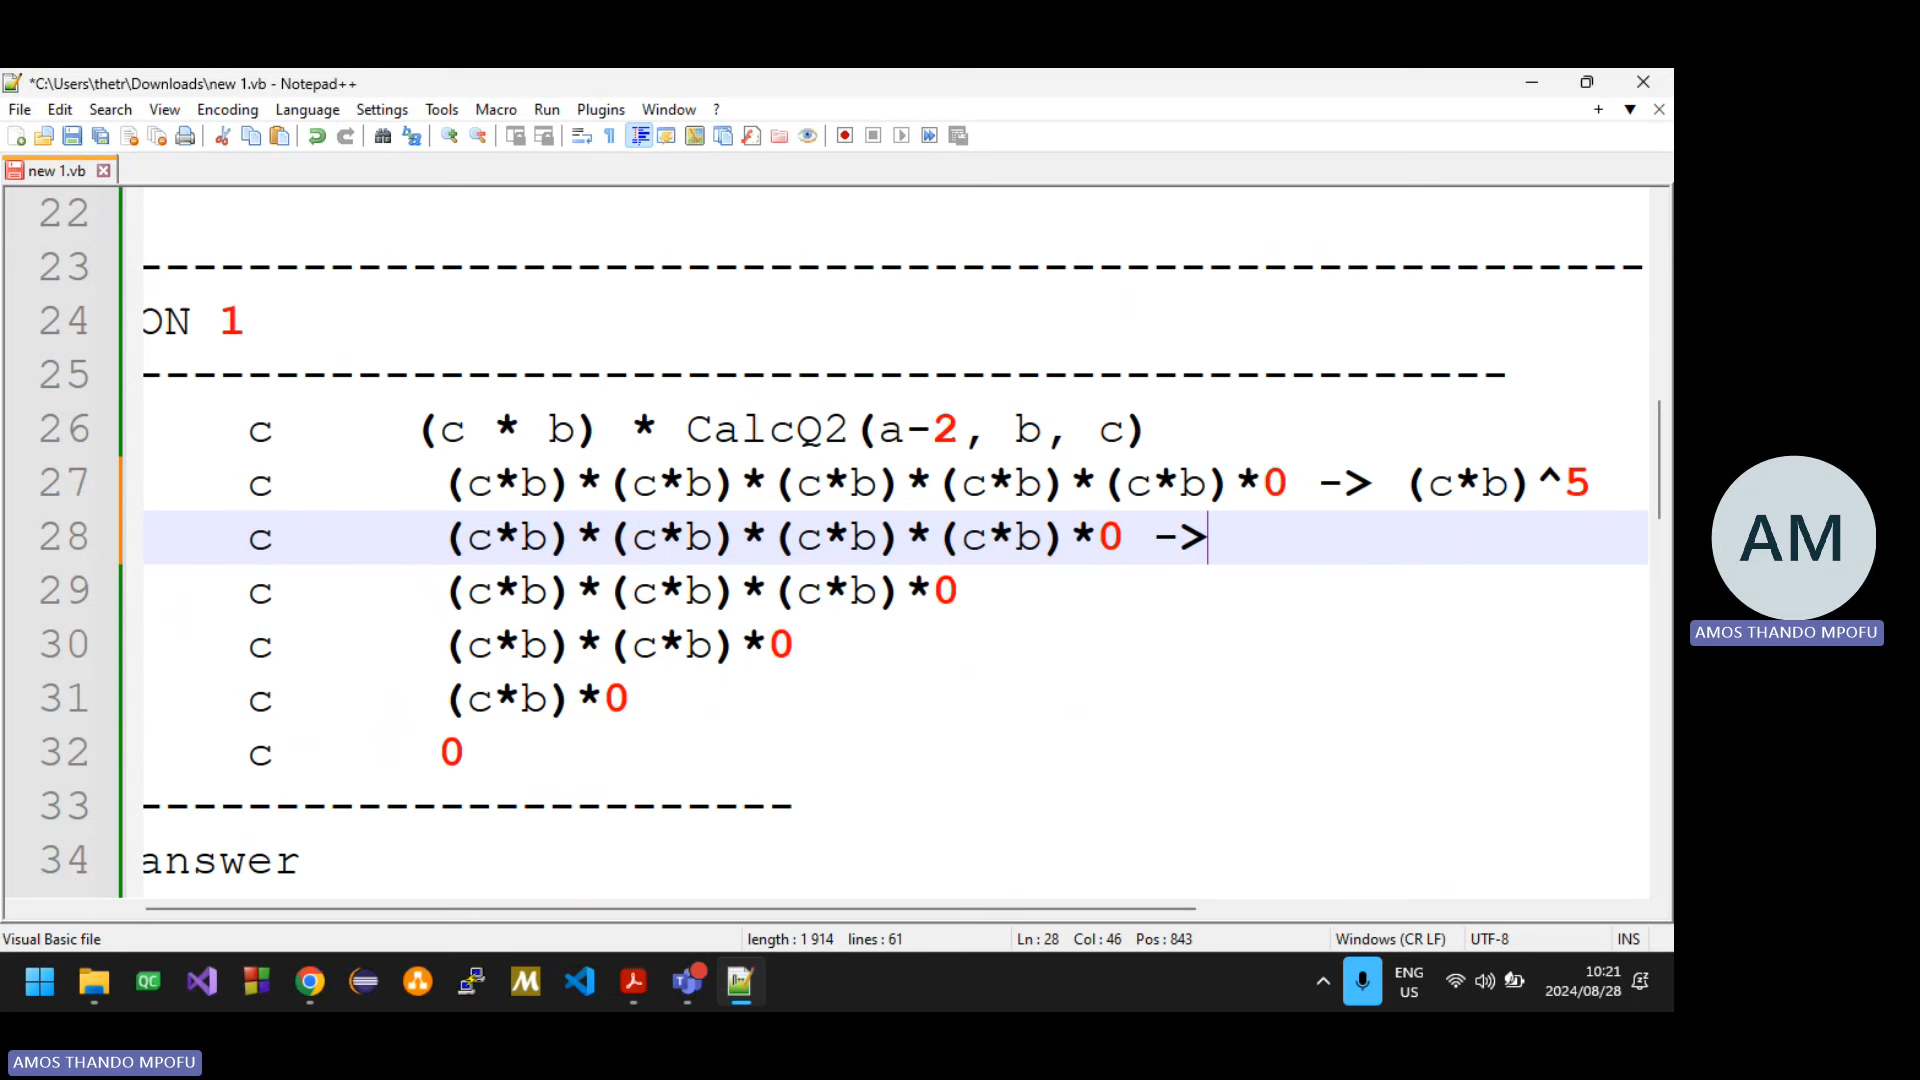 *C:\Users\thetr\Downloads\new 1.vb - Notepad++
File Edit Search View Encoding Language Settings Tools Macro Run Plugins Window ?
new 1.vb
22
23 ---------------------------------------------------------
24 ON 1
25 ----------------------------------------------------
26 c (c * b) * CalcQ2(a-2, b, c)
27 c (c*b)*(c*b)*(c*b)*(c*b)*(c*b)*0 -> (c*b)^5
28 c (c*b)*(c*b)*(c*b)*(c*b)*0 ->
29 c (c*b)*(c*b)*(c*b)*0
30 c (c*b)*(c*b)*0
31 c (c*b)*0
32 c 0
33 ------------------------
34 answer
Visual Basic file length : 1 914 lines : 61 Ln : 28 Col : 46 Pos : 843 Windows (CR LF) UTF-8 INS
QC
ENG
US
10:21
2024/08/28
AM
AMOS THANDO MPOFU
AMOS THANDO MPOFU